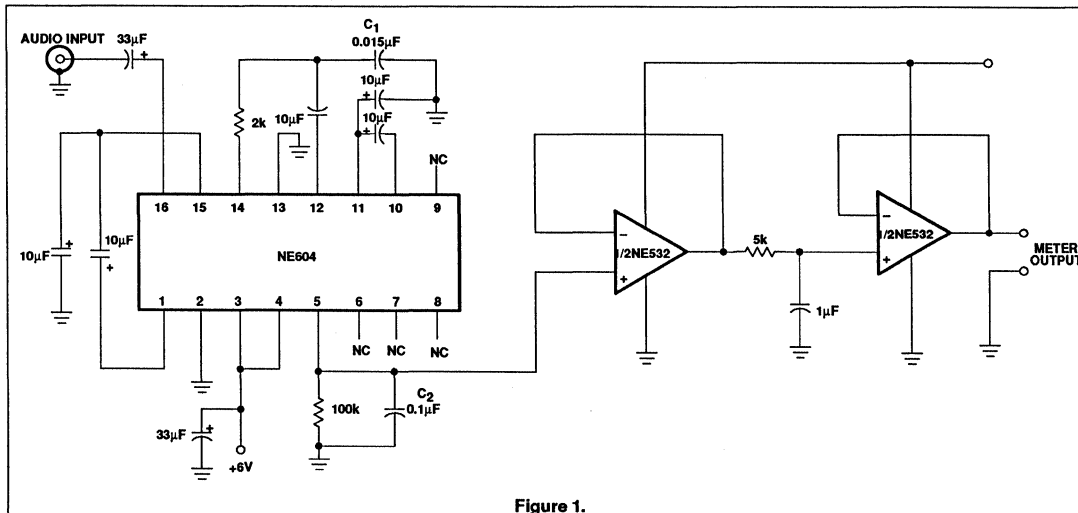 AUDIO INPUT
33μF
+
C1
0.015μF
10μF
+
10μF
+
2k
10μF
NC
16 15 14 13 12 11 10 9
NE604
1 2 3 4 5 6 7 8
10μF
+
10μF
+
NC NC NC
33μF
+
+6V
100k
C2
0.1μF
−
1/2NE532
+
5k
1μF
−
1/2NE532
+
METER
OUTPUT
Figure 1.